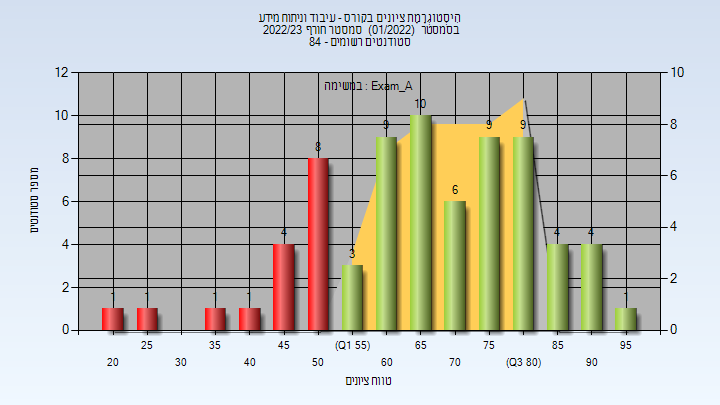 היסטוגרמת ציונים בקורס - עיבוד וניתוח מידע
בסמסטר (01/2022) סמסטר חורף 2022/23
סטודנטים רשומים - 84
במשימה : Exam_A
12 10 8 6 4 2 0
מספר סטודנטים
10 8 6 4 2 0
1 1 1 1 4 8 3 9 10 6 9 9 4 4 1
25 35 45 (Q1 55) 65 75 85 95
20 30 40 50 60 70 (Q3 80) 90
טווח ציונים